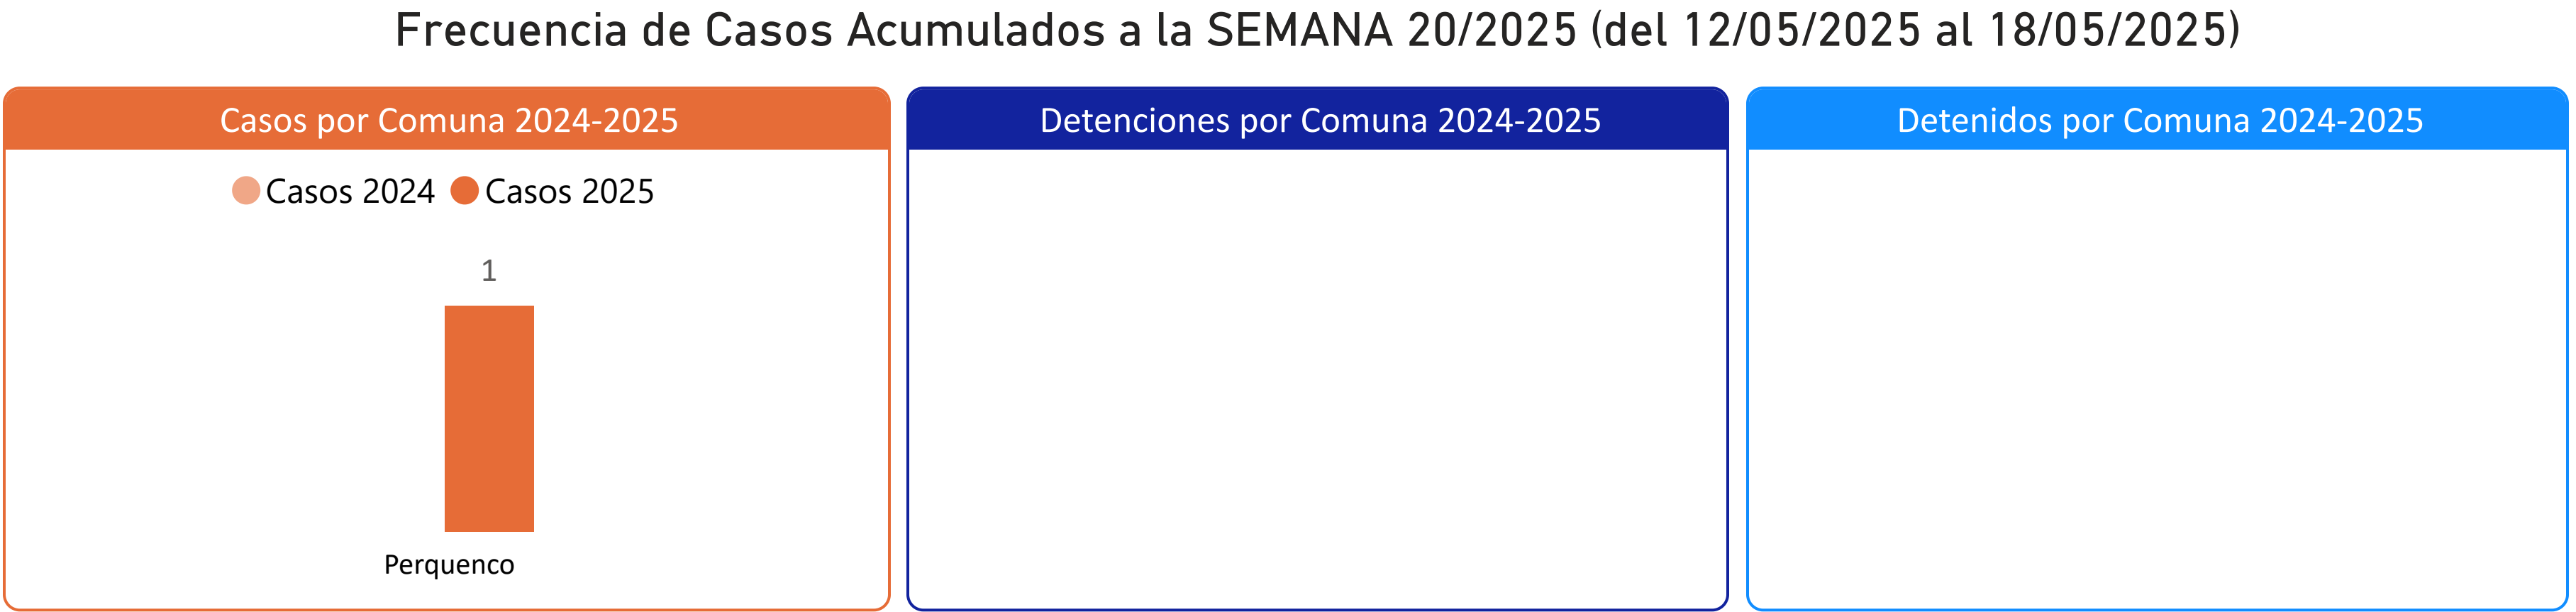 Frecuencia de Casos Acumulados a la SEMANA 20/2025 (del 12/05/2025 al 18/05/2025)
Casos por Comuna 2024-2025
Casos 2024 Casos 2025
1
Perquenco
Detenciones por Comuna 2024-2025
Detenidos por Comuna 2024-2025